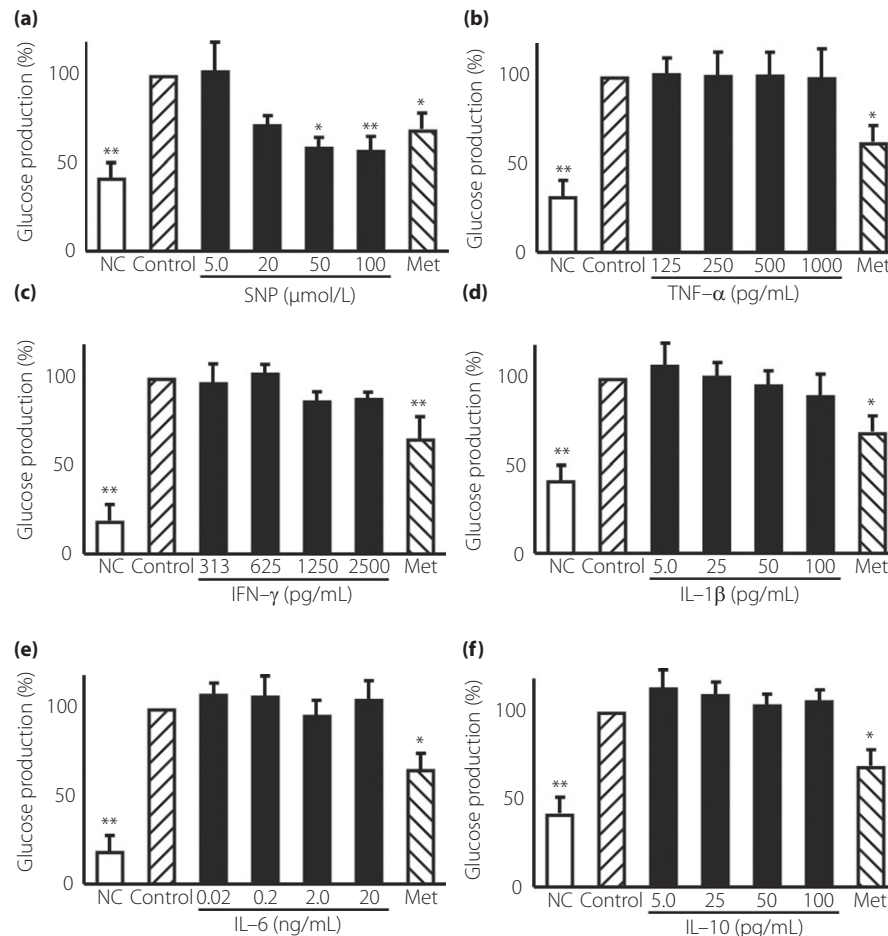 (a)
Glucose production (%)
100
50
0
**
*
**
*
NC Control 5.0 20 50 100 Met
SNP (μmol/L)
(b)
Glucose production (%)
100
50
0
**
*
NC Control 125 250 500 1000 Met
TNF–α (pg/mL)
(c)
Glucose production (%)
100
50
0
**
**
NC Control 313 625 1250 2500 Met
IFN–γ (pg/mL)
(d)
Glucose production (%)
100
50
0
**
*
NC Control 5.0 25 50 100 Met
IL–1β (pg/mL)
(e)
Glucose production (%)
100
50
0
**
*
NC Control 0.02 0.2 2.0 20 Met
IL–6 (ng/mL)
(f)
Glucose production (%)
100
50
0
**
*
NC Control 5.0 25 50 100 Met
IL–10 (pg/mL)